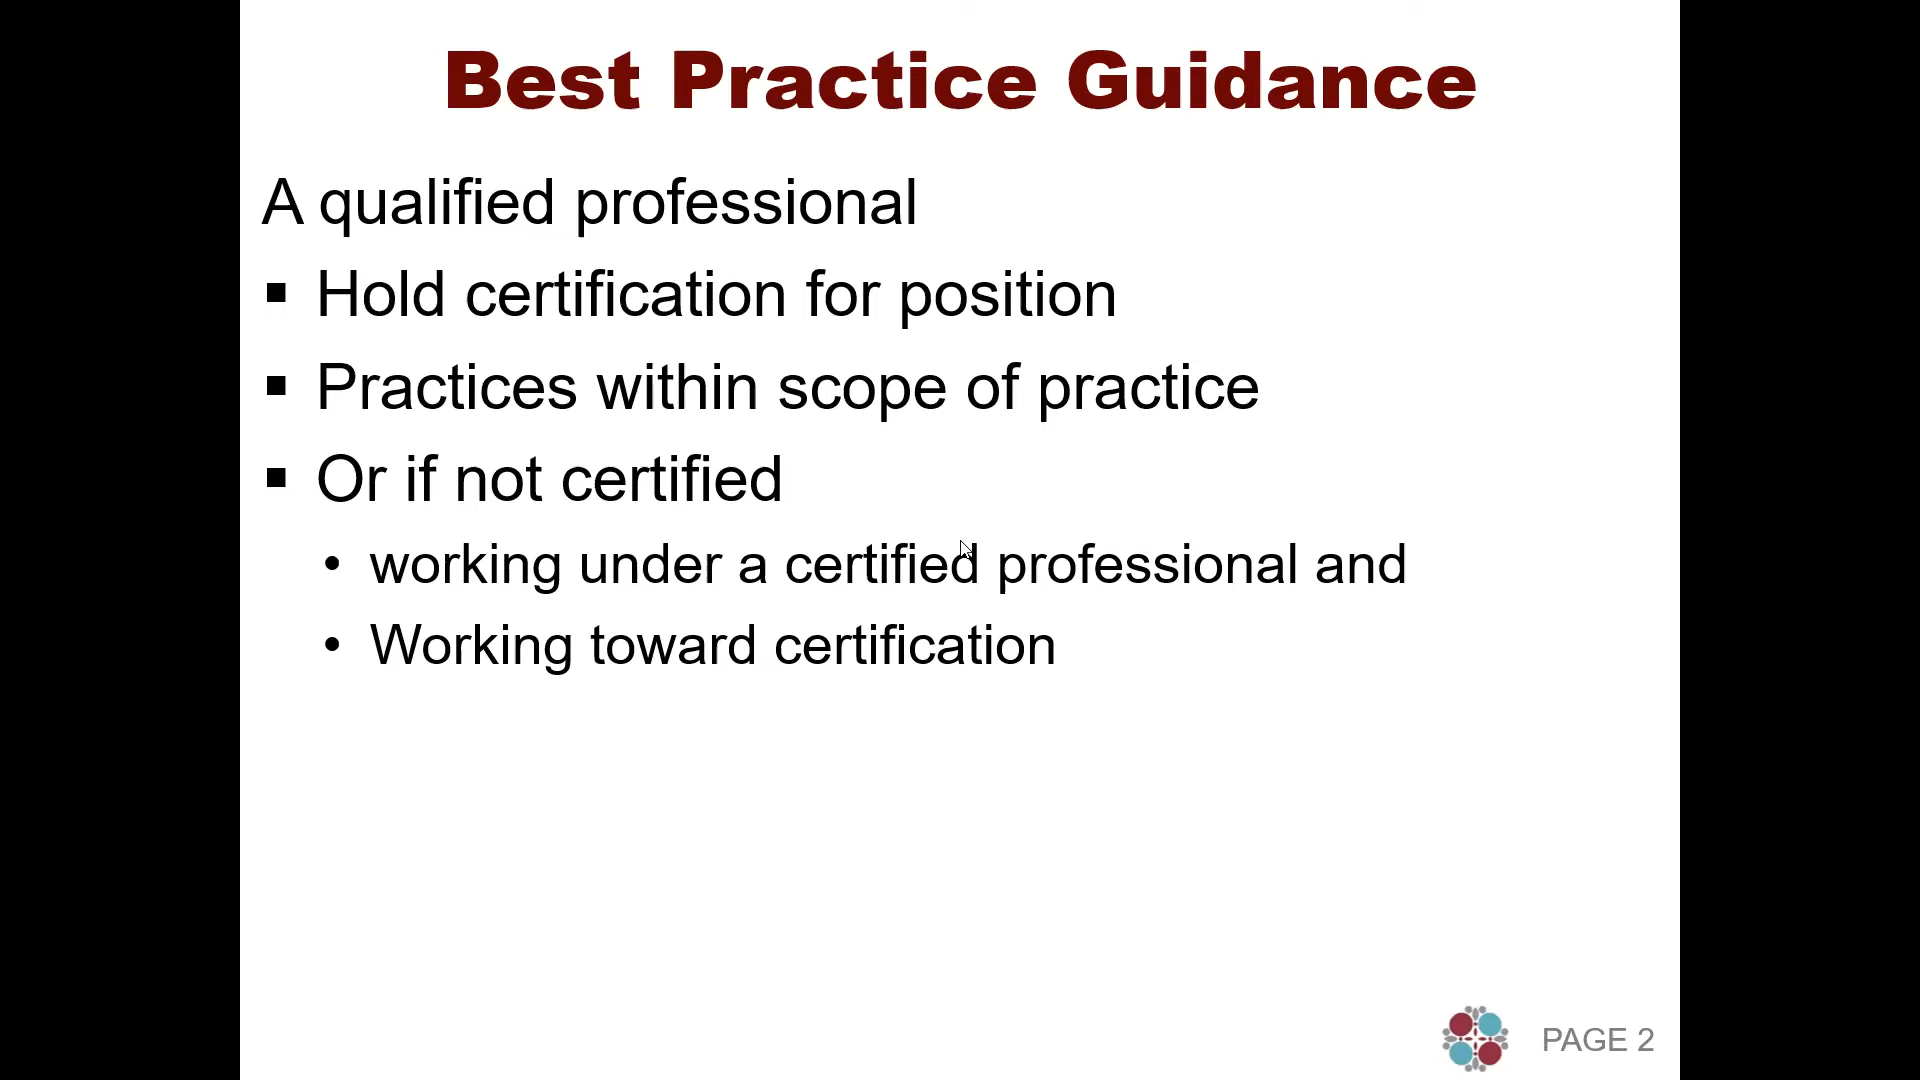 Best Practice Guidance
A qualified professional
▪ Hold certification for position
▪ Practices within scope of practice
▪ Or if not certified
• working under a certified professional and
• Working toward certification
PAGE 2